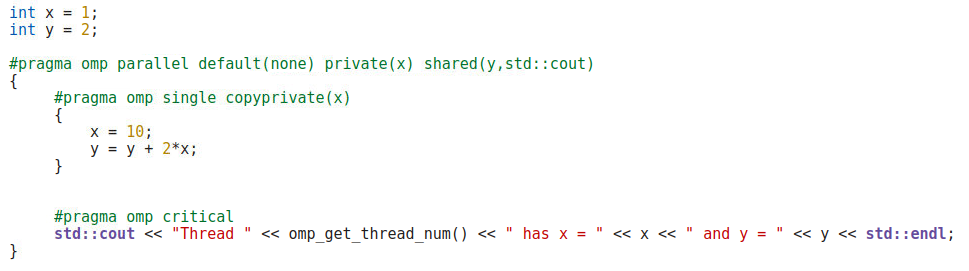 int x = 1;
int y = 2;

#pragma omp parallel default(none) private(x) shared(y,std::cout)
{
     #pragma omp single copyprivate(x)
     {
         x = 10;
         y = y + 2*x;
     }


     #pragma omp critical
     std::cout << "Thread " << omp_get_thread_num() << " has x = " << x << " and y = " << y << std::endl;
}